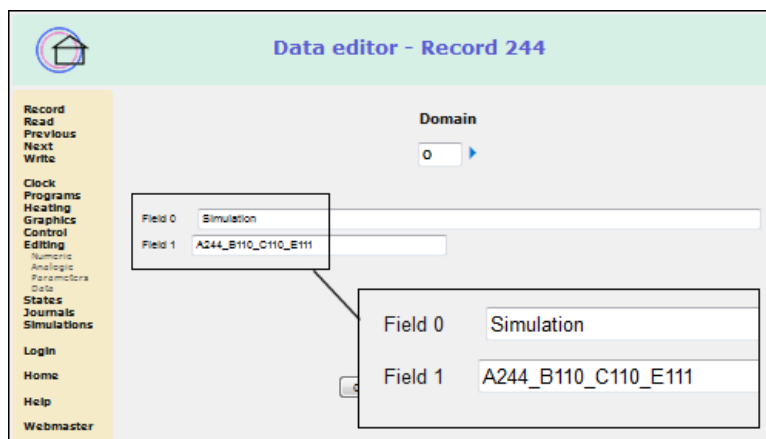 Data editor - Record 244
Record
Read
Previous
Next
Write
Clock
Programs
Heating
Graphics
Control
Editing
Numeric
Analogic
Parameters
Data
States
Journals
Simulations
Login
Home
Help
Webmaster
Domain
0
Field 0 Simulation
Field 1 A244_B110_C110_E111
Field 0 Simulation
Field 1 A244_B110_C110_E111